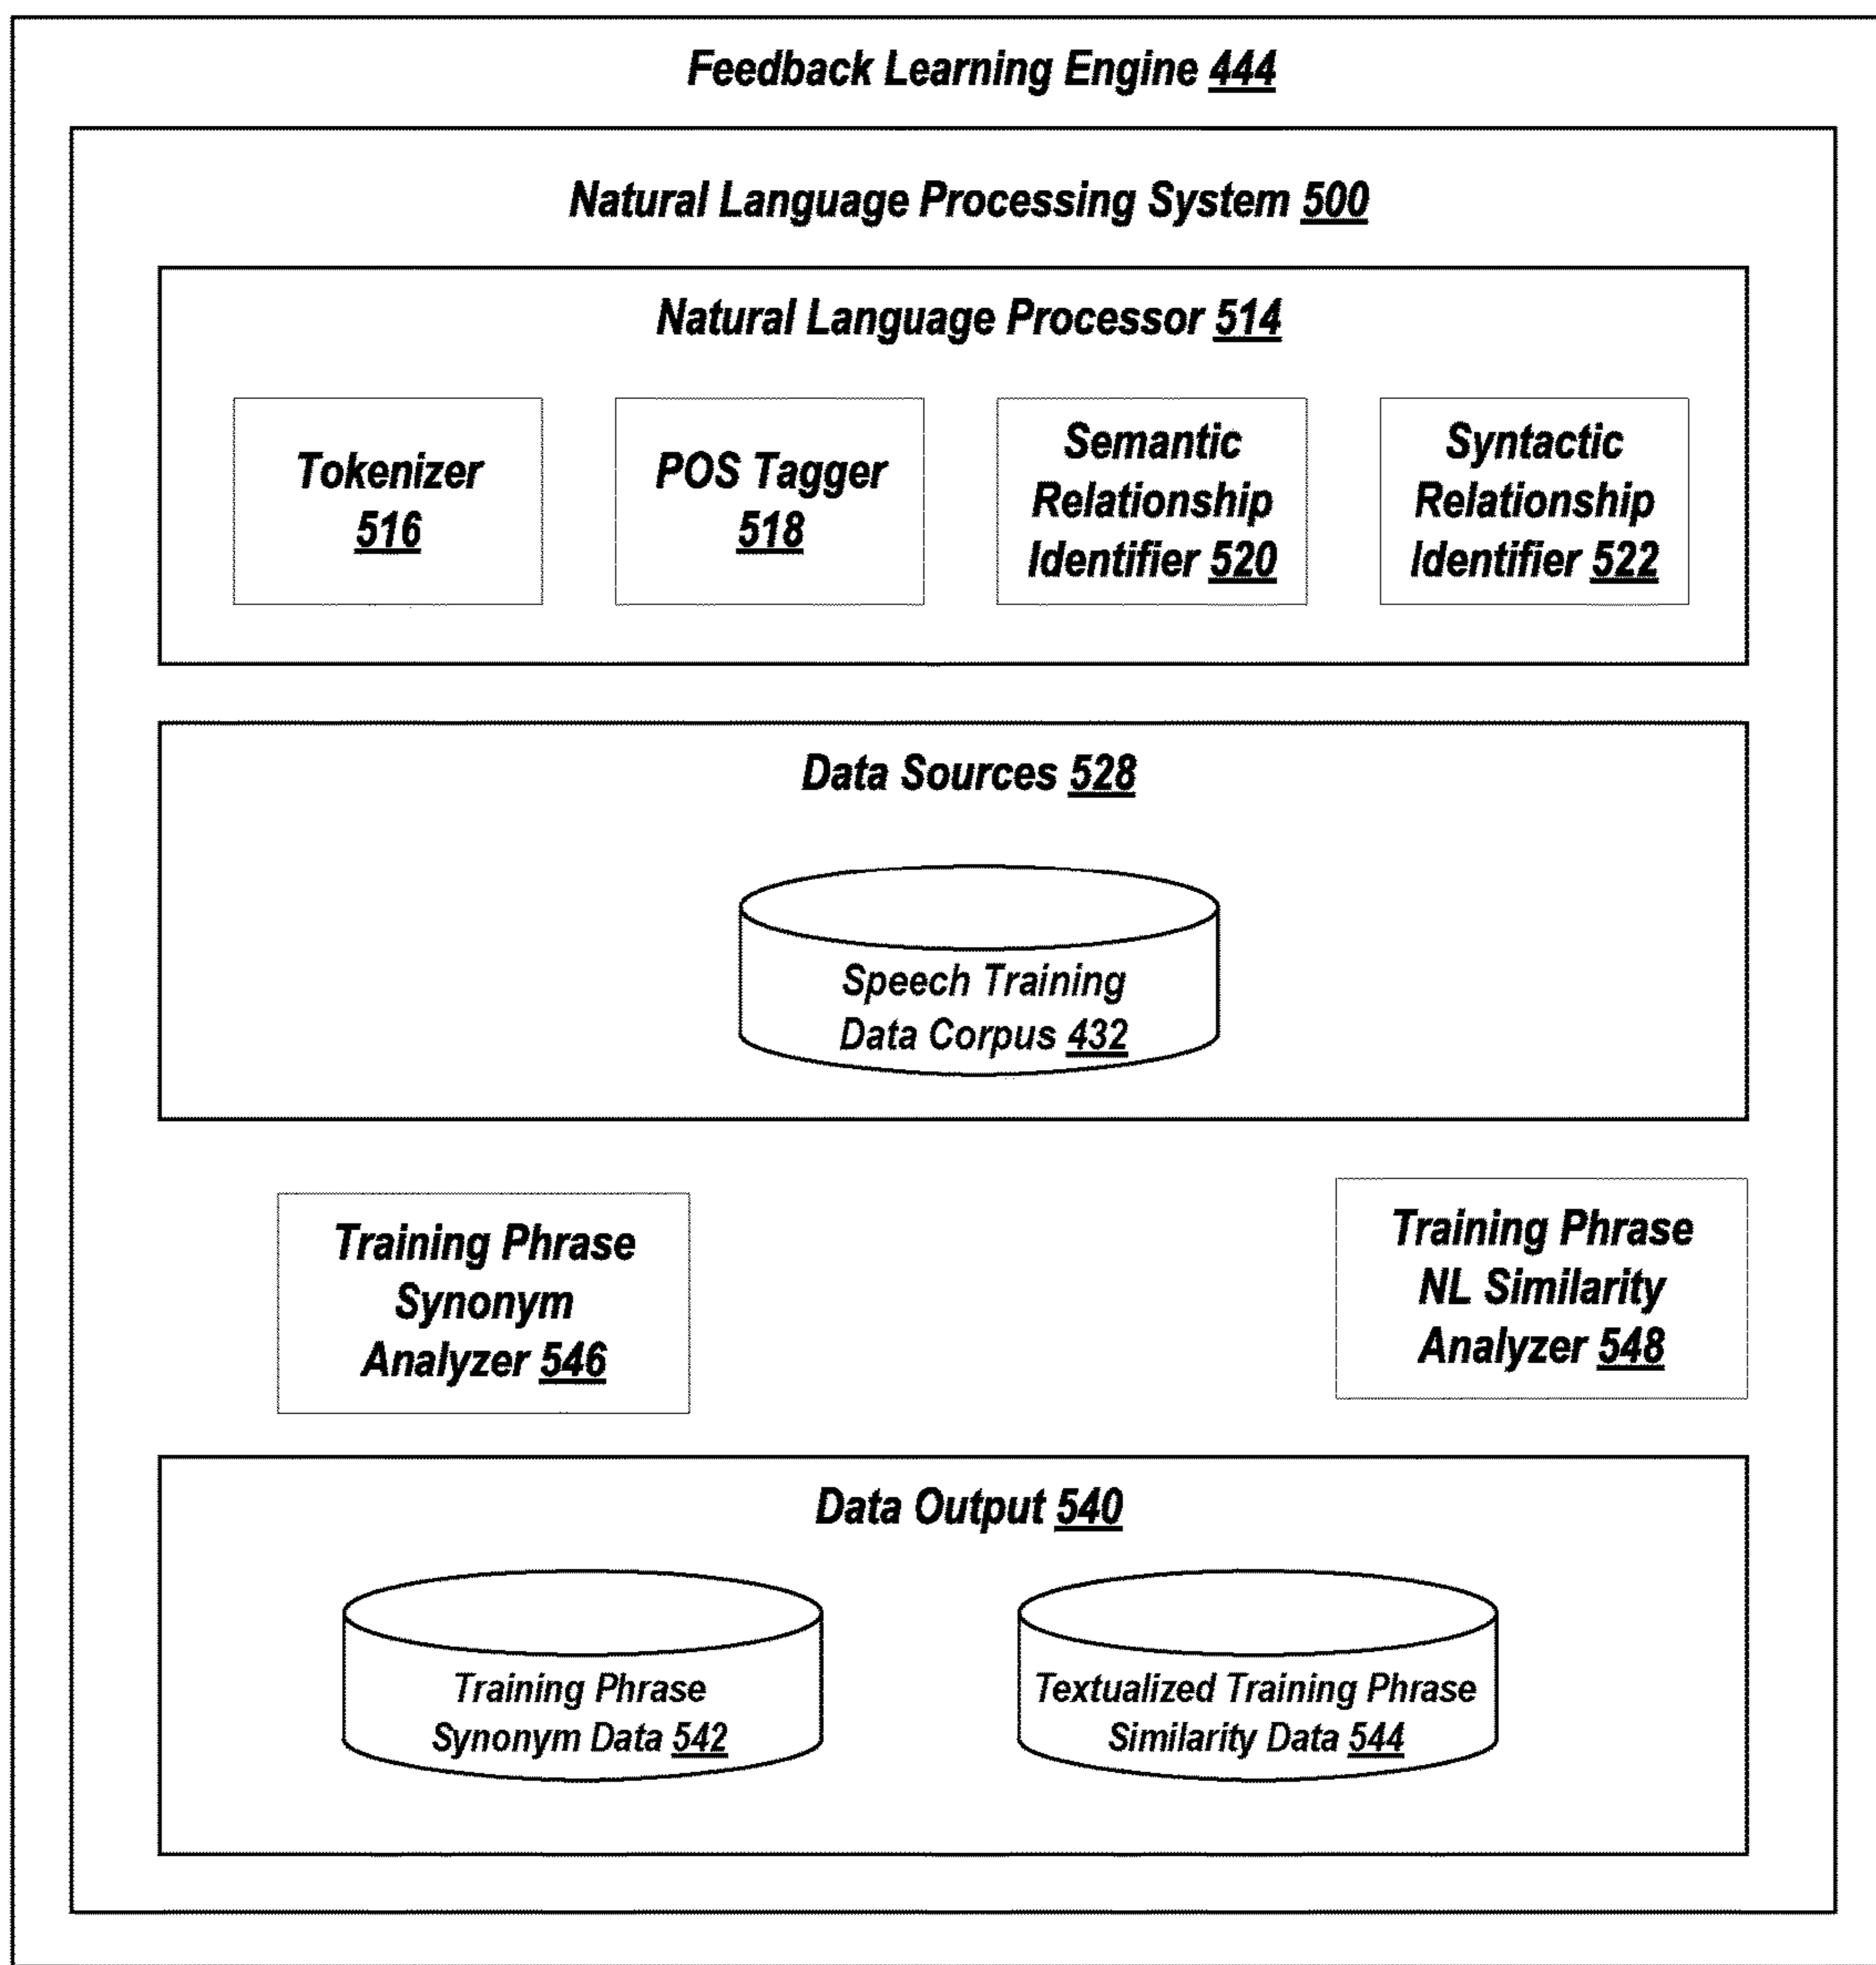 Feedback Learning Engine 444
Natural Language Processing System 500
Natural Language Processor 514
Tokenizer
516
POS Tagger
518
Semantic
Relationship
Identifier 520
Syntactic
Relationship
Identifier 522
Data Sources 528
Speech Training
Data Corpus 432
Training Phrase
Synonym
Analyzer 546
Training Phrase
NL Similarity
Analyzer 548
Data Output 540
Training Phrase
Synonym Data 542
Textualized Training Phrase
Similarity Data 544